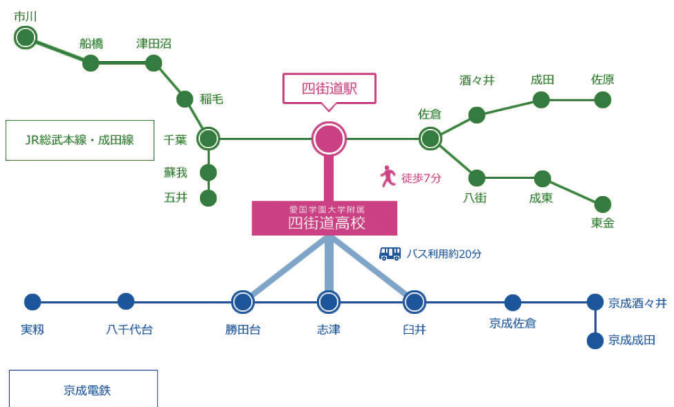 市川
船橋
津田沼
稲毛
四街道駅
酒々井
成田
佐原
佐倉
JR総武本線・成田線
千葉
蘇我
五井
徒歩7分
八街
成東
東金
愛国学園大学附属
四街道高校
バス利用約20分
実籾
八千代台
勝田台
志津
臼井
京成佐倉
京成酒々井
京成成田
京成電鉄